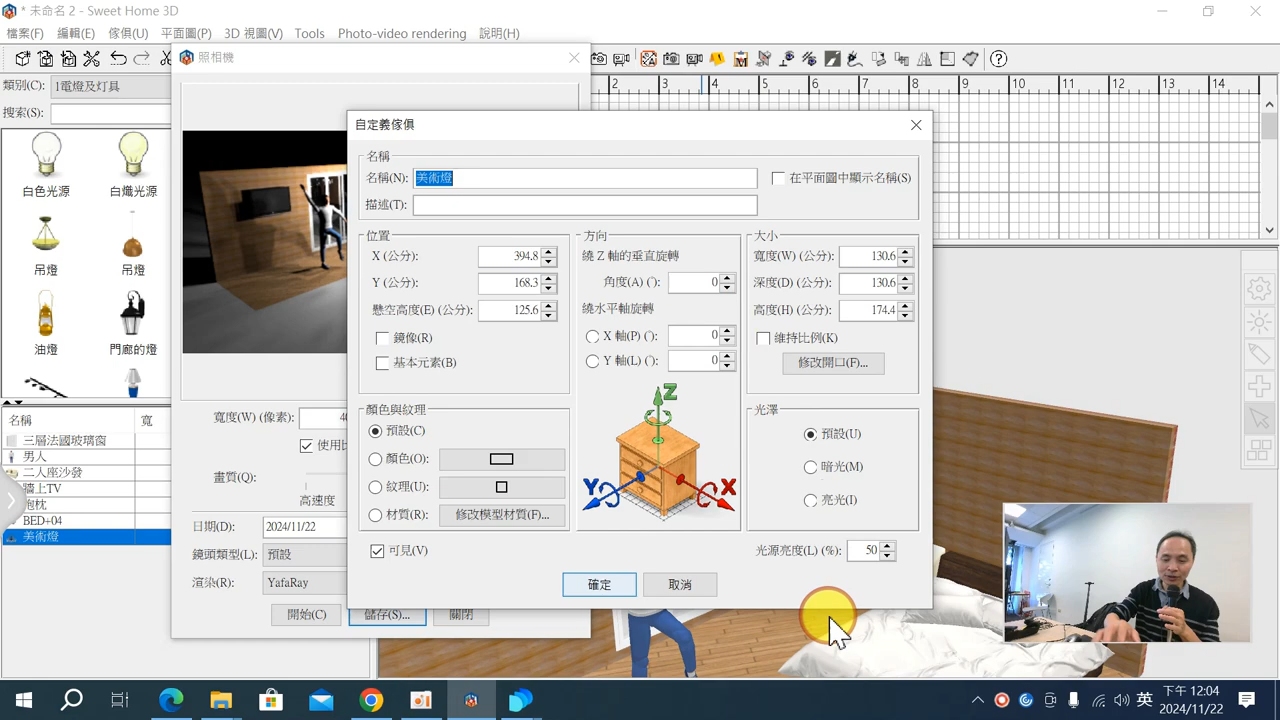 * 未命名 2 - Sweet Home 3D
檔案(F) 編輯(E) 傢俱(U) 平面圖(P) 3D 視圖(V) Tools Photo-video rendering 說明(H)
照相機
類別(C): 1電燈及灯具
搜索(S):
2 3 4 5 6 7 8 9 10 11 12 13 14
白色光源 白熾光源
吊燈 吊燈
油燈 門廊的燈
名稱 寬
三層法國玻璃窗
男人
二人座沙發
牆上TV
抱枕
BED+04
美術燈
寬度(W) (像素):
畫質(Q):
高速度
日期(D): 2024/11/22
鏡頭類型(L): 預設
渲染(R): YafaRay
開始(C) 儲存(S)... 關閉
自定義傢俱
名稱
名稱(N): 美術燈 在平面圖中顯示名稱(S)
描述(T):
位置
X (公分): 394.8
Y (公分): 168.3
懸空高度(E) (公分): 125.6
鏡像(R)
基本元素(B)
方向
繞 Z 軸的垂直旋轉
角度(A) (°): 0
繞水平軸旋轉
X 軸(P) (°): 0
Y 軸(L) (°): 0
Z
Y X
大小
寬度(W) (公分): 130.6
深度(D) (公分): 130.6
高度(H) (公分): 174.4
維持比例(K)
修改開口(F)...
顏色與紋理
預設(C)
顏色(O):
紋理(U):
材質(R): 修改模型材質(F)...
光澤
預設(U)
暗光(M)
亮光(I)
可見(V)
光源亮度(L) (%): 50
確定 取消
英
下午 12:04
2024/11/22